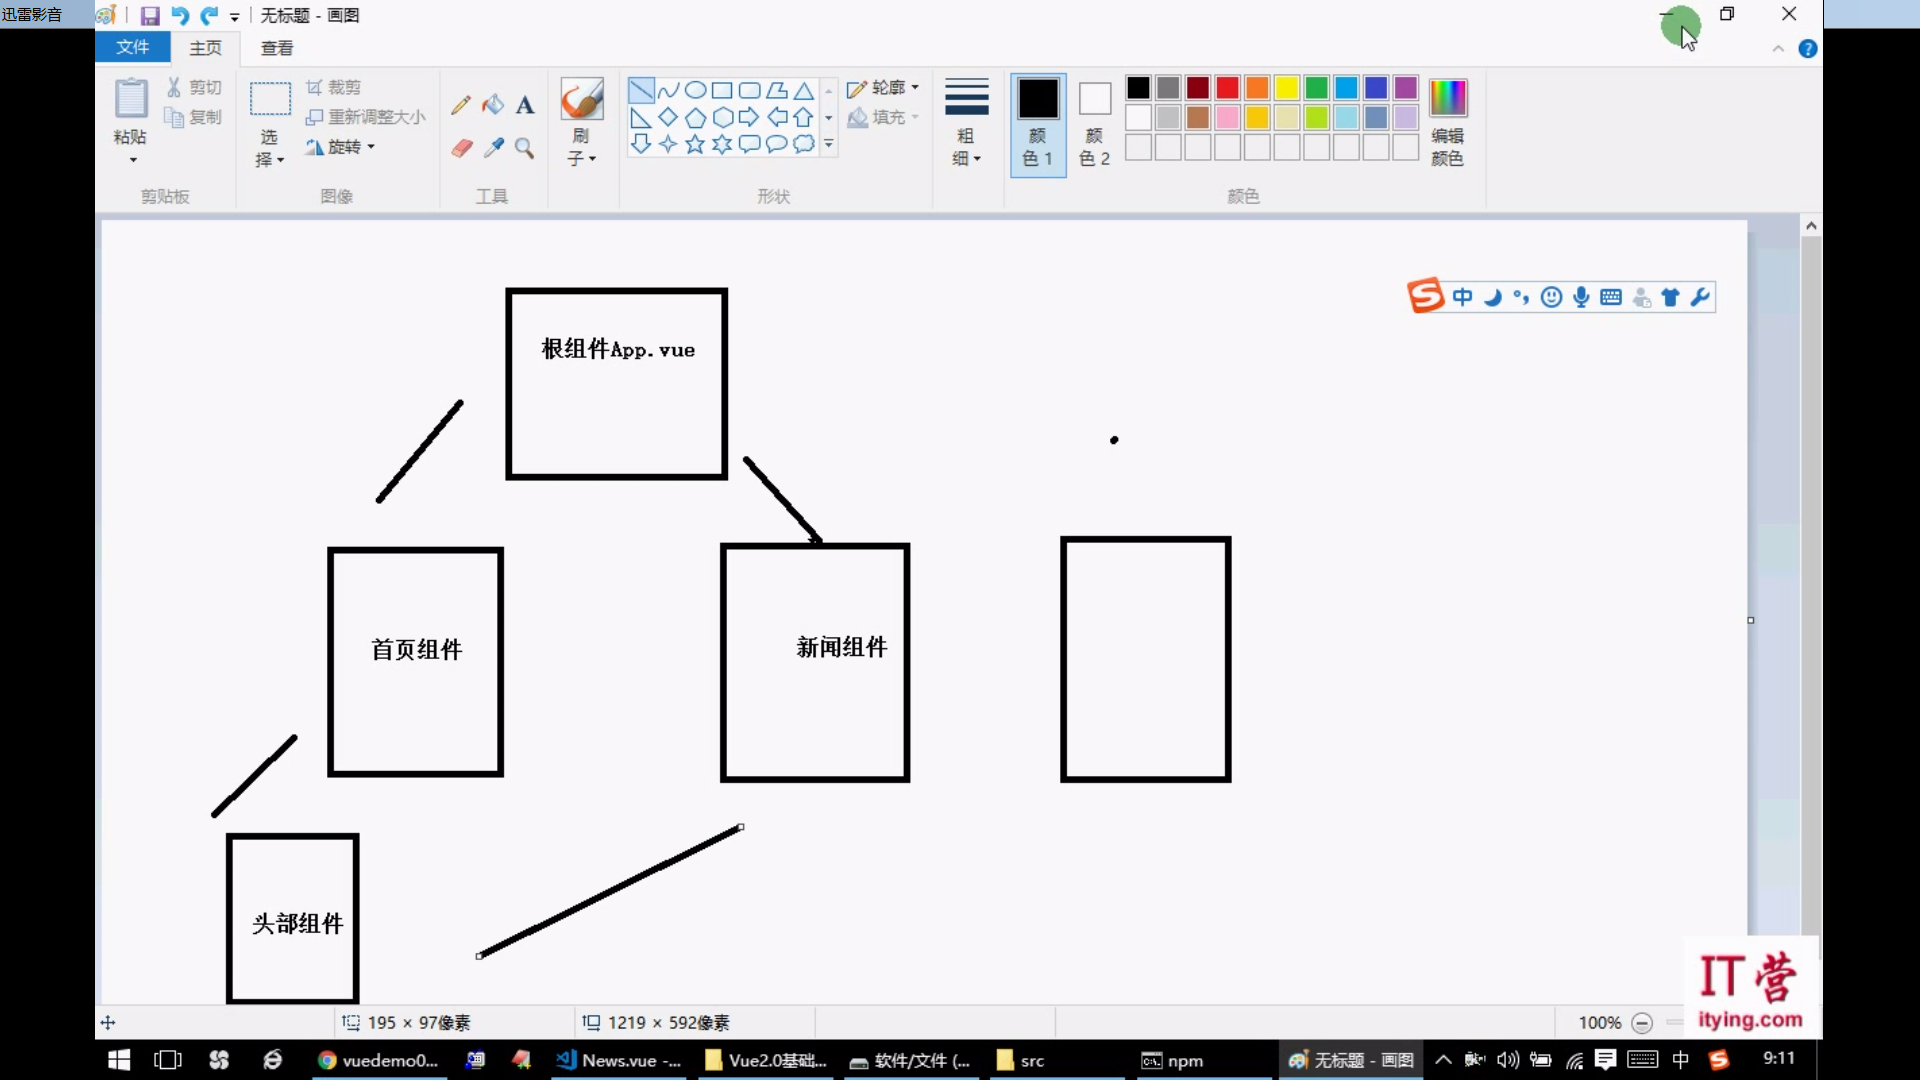 迅雷影音
无标题 - 画图
文件 主页 查看
粘贴
剪切
复制
剪贴板
选择
裁剪
重新调整大小
旋转
图像
A
工具
刷子
形状
轮廓
填充
粗细
颜色 1
颜色 2
颜色
编辑颜色
中
根组件App.vue
首页组件
新闻组件
头部组件
195 × 97像素
1219 × 592像素
100%
IT营
itying.com
vuedemo0...
News.vue -...
Vue2.0基础...
软件/文件 (...
src
npm
无标题 - 画图
中
9:11